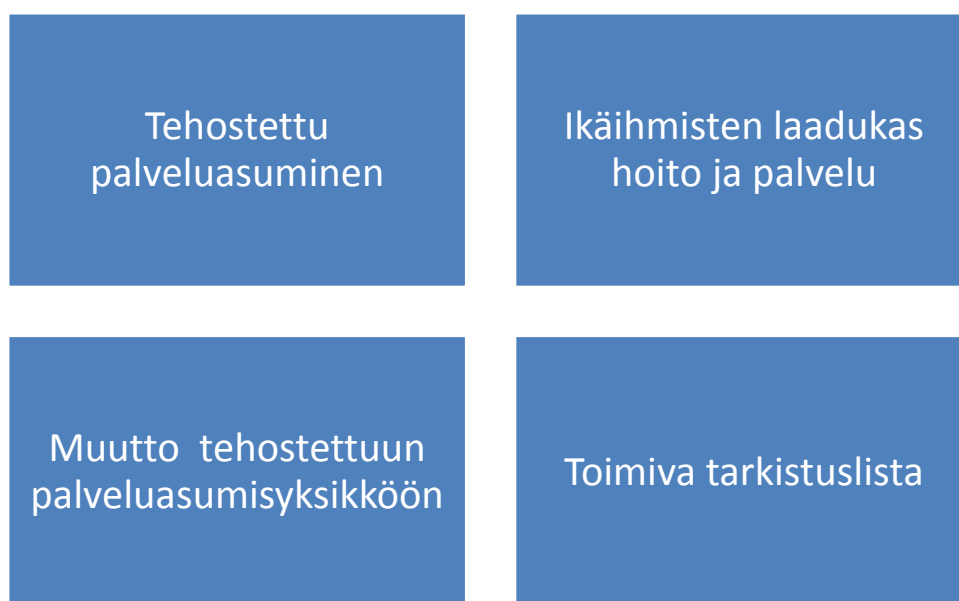 Tehostettu
palveluasuminen
Ikäihmisten laadukas
hoito ja palvelu
Muutto tehostettuun
palveluasumisyksikköön
Toimiva tarkistuslista